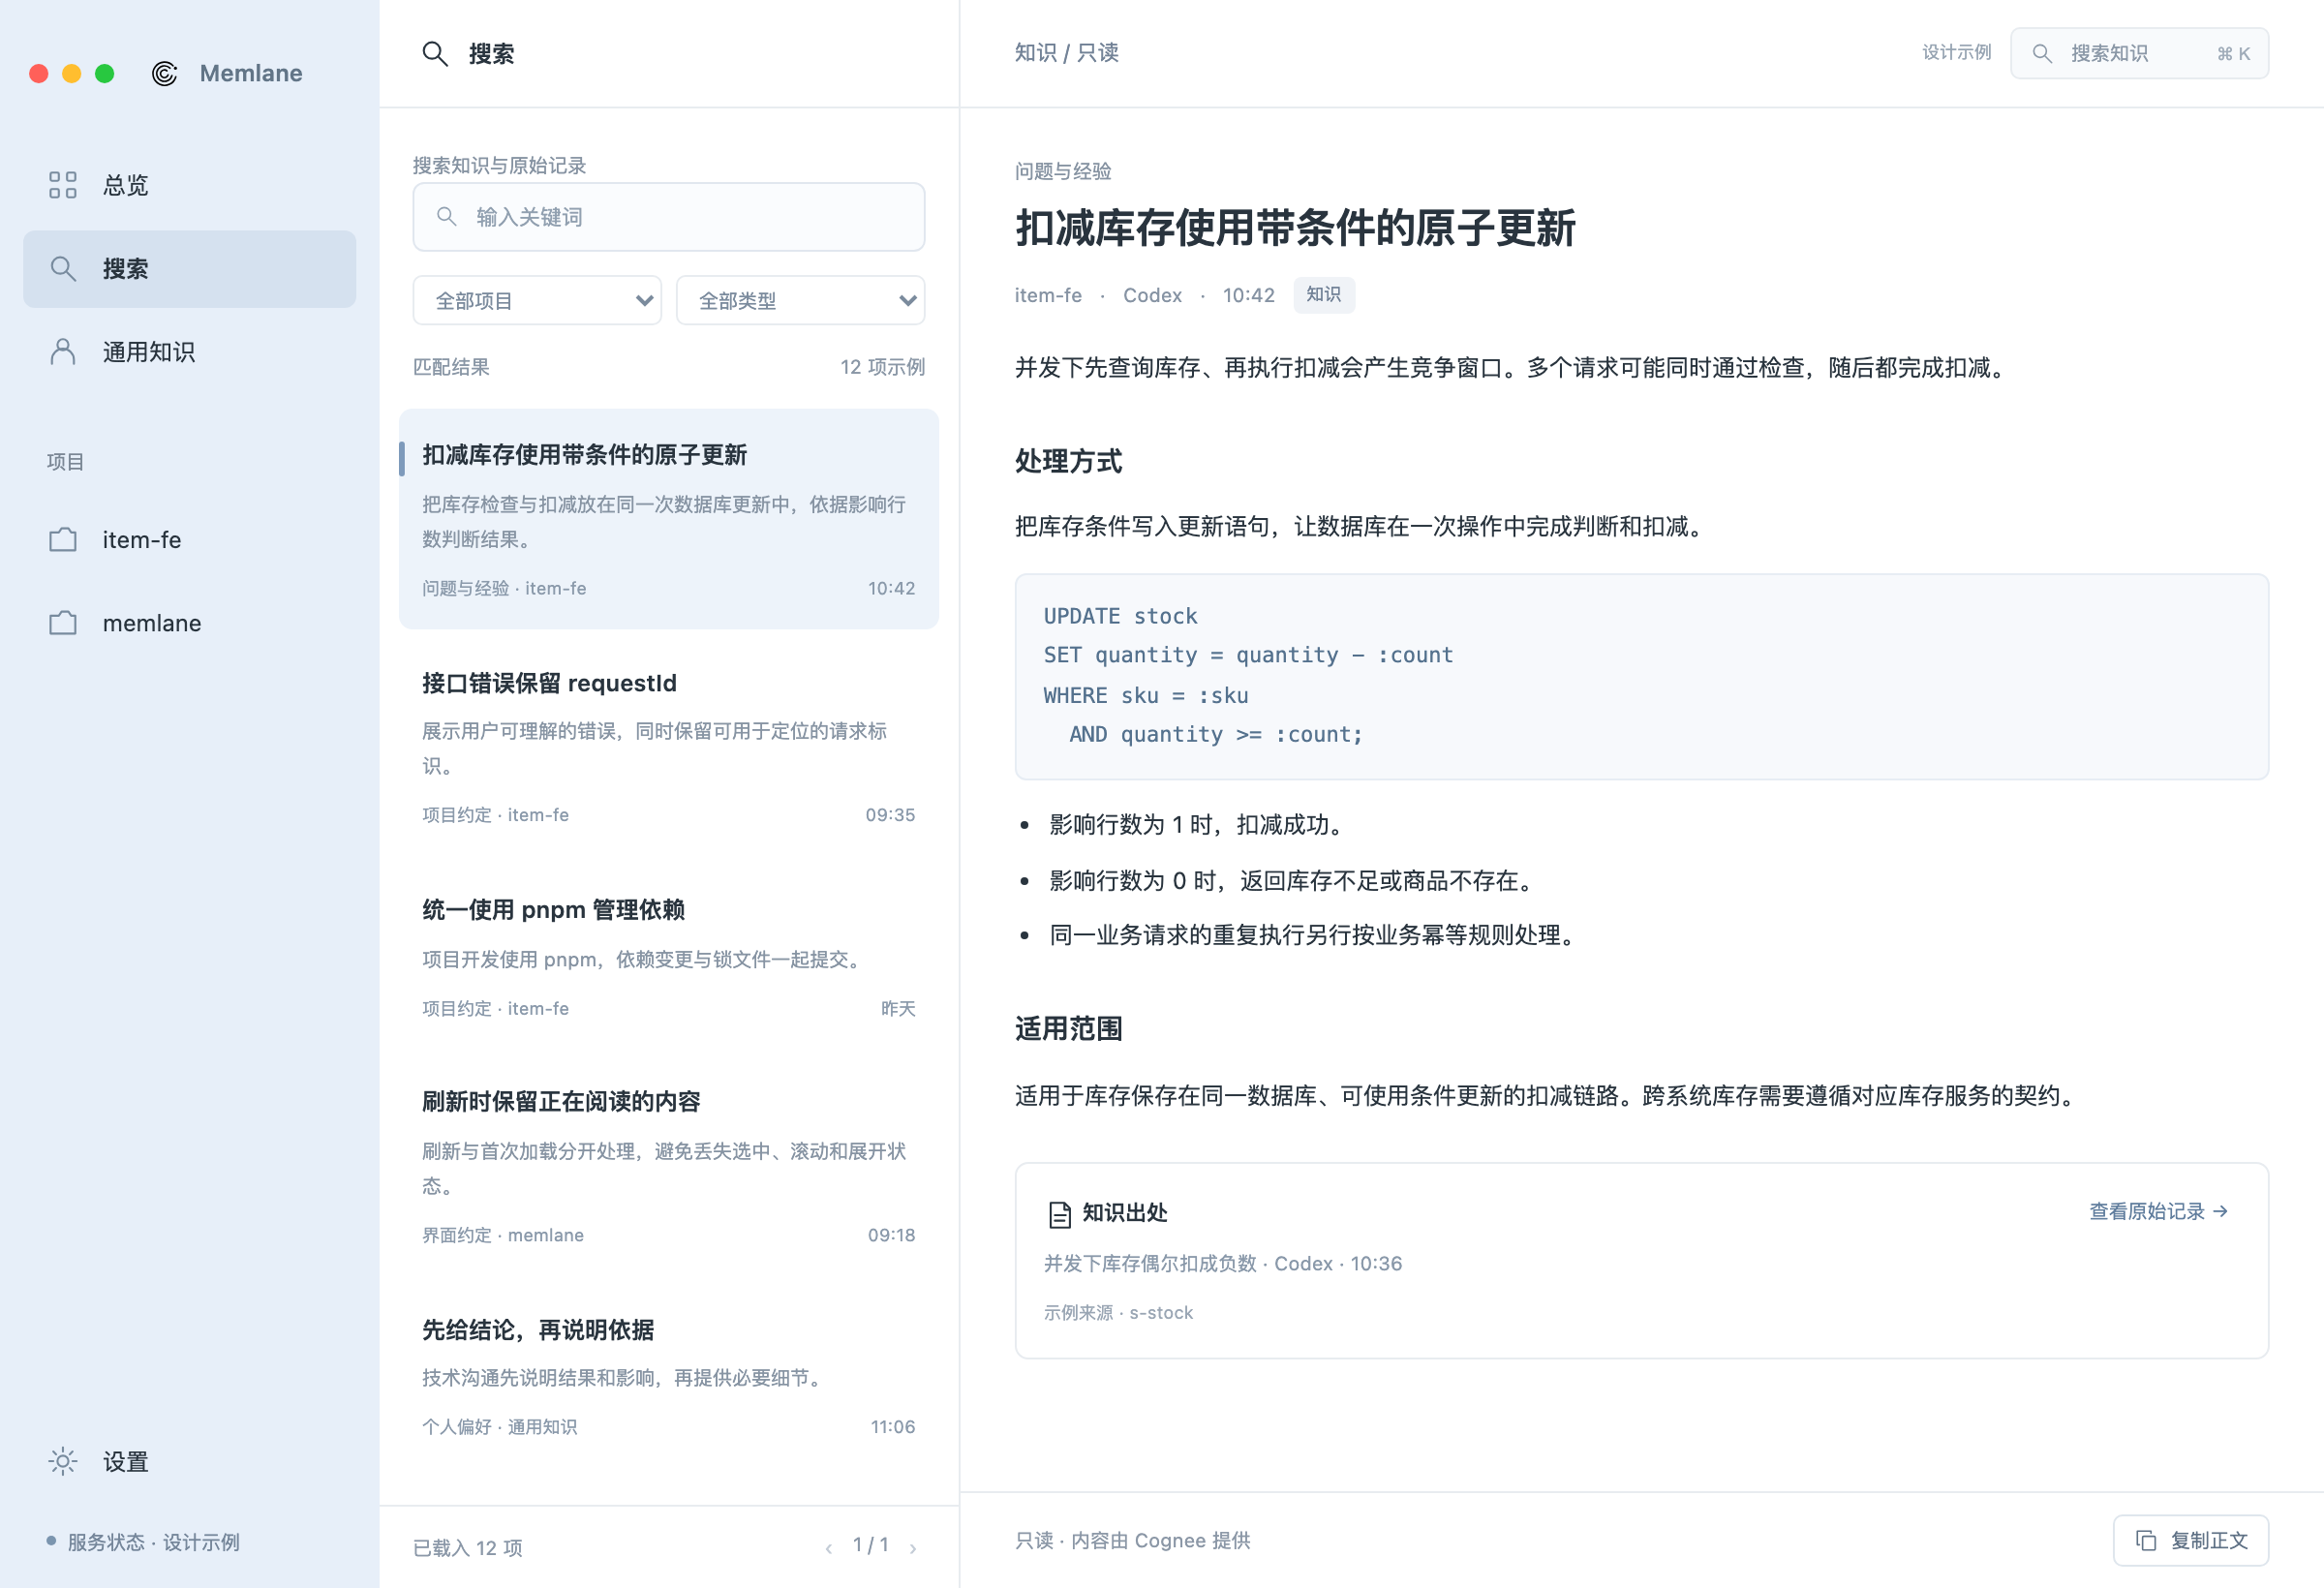 Memlane
总览
搜索
通用知识
项目
item-fe
memlane
设置
服务状态 · 设计示例
搜索
搜索知识与原始记录
输入关键词
全部项目
全部类型
匹配结果
12 项示例
扣减库存使用带条件的原子更新
把库存检查与扣减放在同一次数据库更新中，依据影响行
数判断结果。
问题与经验 · item-fe
10:42
接口错误保留 requestId
展示用户可理解的错误，同时保留可用于定位的请求标
识。
项目约定 · item-fe
09:35
统一使用 pnpm 管理依赖
项目开发使用 pnpm，依赖变更与锁文件一起提交。
项目约定 · item-fe
昨天
刷新时保留正在阅读的内容
刷新与首次加载分开处理，避免丢失选中、滚动和展开状
态。
界面约定 · memlane
09:18
先给结论，再说明依据
技术沟通先说明结果和影响，再提供必要细节。
个人偏好 · 通用知识
11:06
已载入 12 项
‹ 1 / 1 ›
知识 / 只读
设计示例
搜索知识
⌘ K
问题与经验
扣减库存使用带条件的原子更新
item-fe · Codex · 10:42 知识
并发下先查询库存、再执行扣减会产生竞争窗口。多个请求可能同时通过检查，随后都完成扣减。
处理方式
把库存条件写入更新语句，让数据库在一次操作中完成判断和扣减。
UPDATE stock
SET quantity = quantity - :count
WHERE sku = :sku
  AND quantity >= :count;
• 影响行数为 1 时，扣减成功。
• 影响行数为 0 时，返回库存不足或商品不存在。
• 同一业务请求的重复执行另行按业务幂等规则处理。
适用范围
适用于库存保存在同一数据库、可使用条件更新的扣减链路。跨系统库存需要遵循对应库存服务的契约。
知识出处
查看原始记录 →
并发下库存偶尔扣成负数 · Codex · 10:36
示例来源 · s-stock
只读 · 内容由 Cognee 提供
复制正文